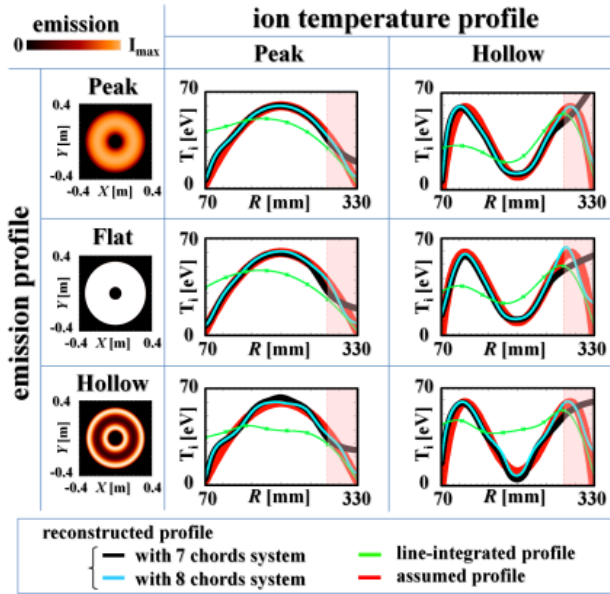 emission
0 I_max
ion temperature profile
Peak Hollow
emission profile
Peak
0.4
Y [m]
-0.4
-0.4 X [m] 0.4
70
T_i [eV]
0
70 R [mm] 330
70
T_i [eV]
0
70 R [mm] 330
Flat
0.4
Y [m]
-0.4
-0.4 X [m] 0.4
70
T_i [eV]
0
70 R [mm] 330
70
T_i [eV]
0
70 R [mm] 330
Hollow
0.4
Y [m]
-0.4
-0.4 X [m] 0.4
70
T_i [eV]
0
70 R [mm] 330
70
T_i [eV]
0
70 R [mm] 330
reconstructed profile
with 7 chords system line-integrated profile
with 8 chords system assumed profile